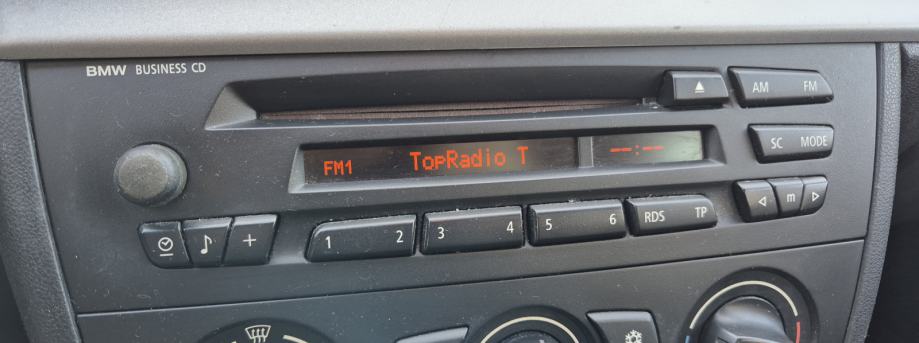 BMW BUSINESS CD
AM FM
FM1 TopRadio T --:--
SC MODE
m
1 2 3 4 5 6 RDS TP
+